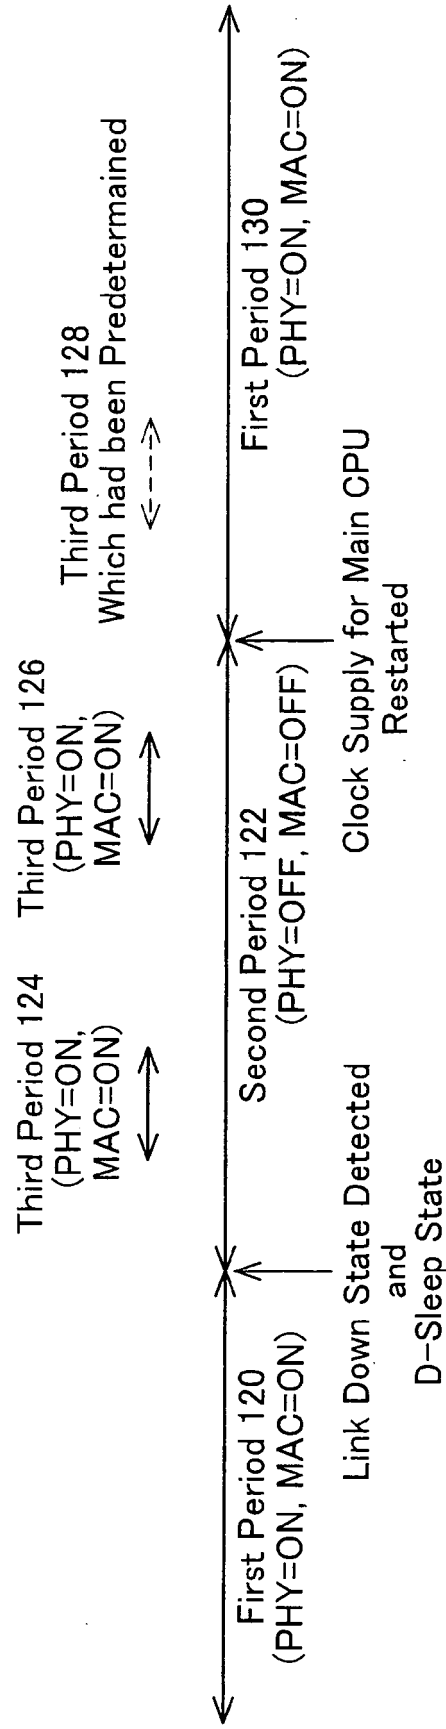 Third Period 124
(PHY=ON,
MAC=ON)
Third Period 126
(PHY=ON,
MAC=ON)
Third Period 128
Which had been Predetermained
First Period 120
(PHY=ON, MAC=ON)
Second Period 122
(PHY=OFF, MAC=OFF)
First Period 130
(PHY=ON, MAC=ON)
Link Down State Detected
and
D-Sleep State
Clock Supply for Main CPU
Restarted